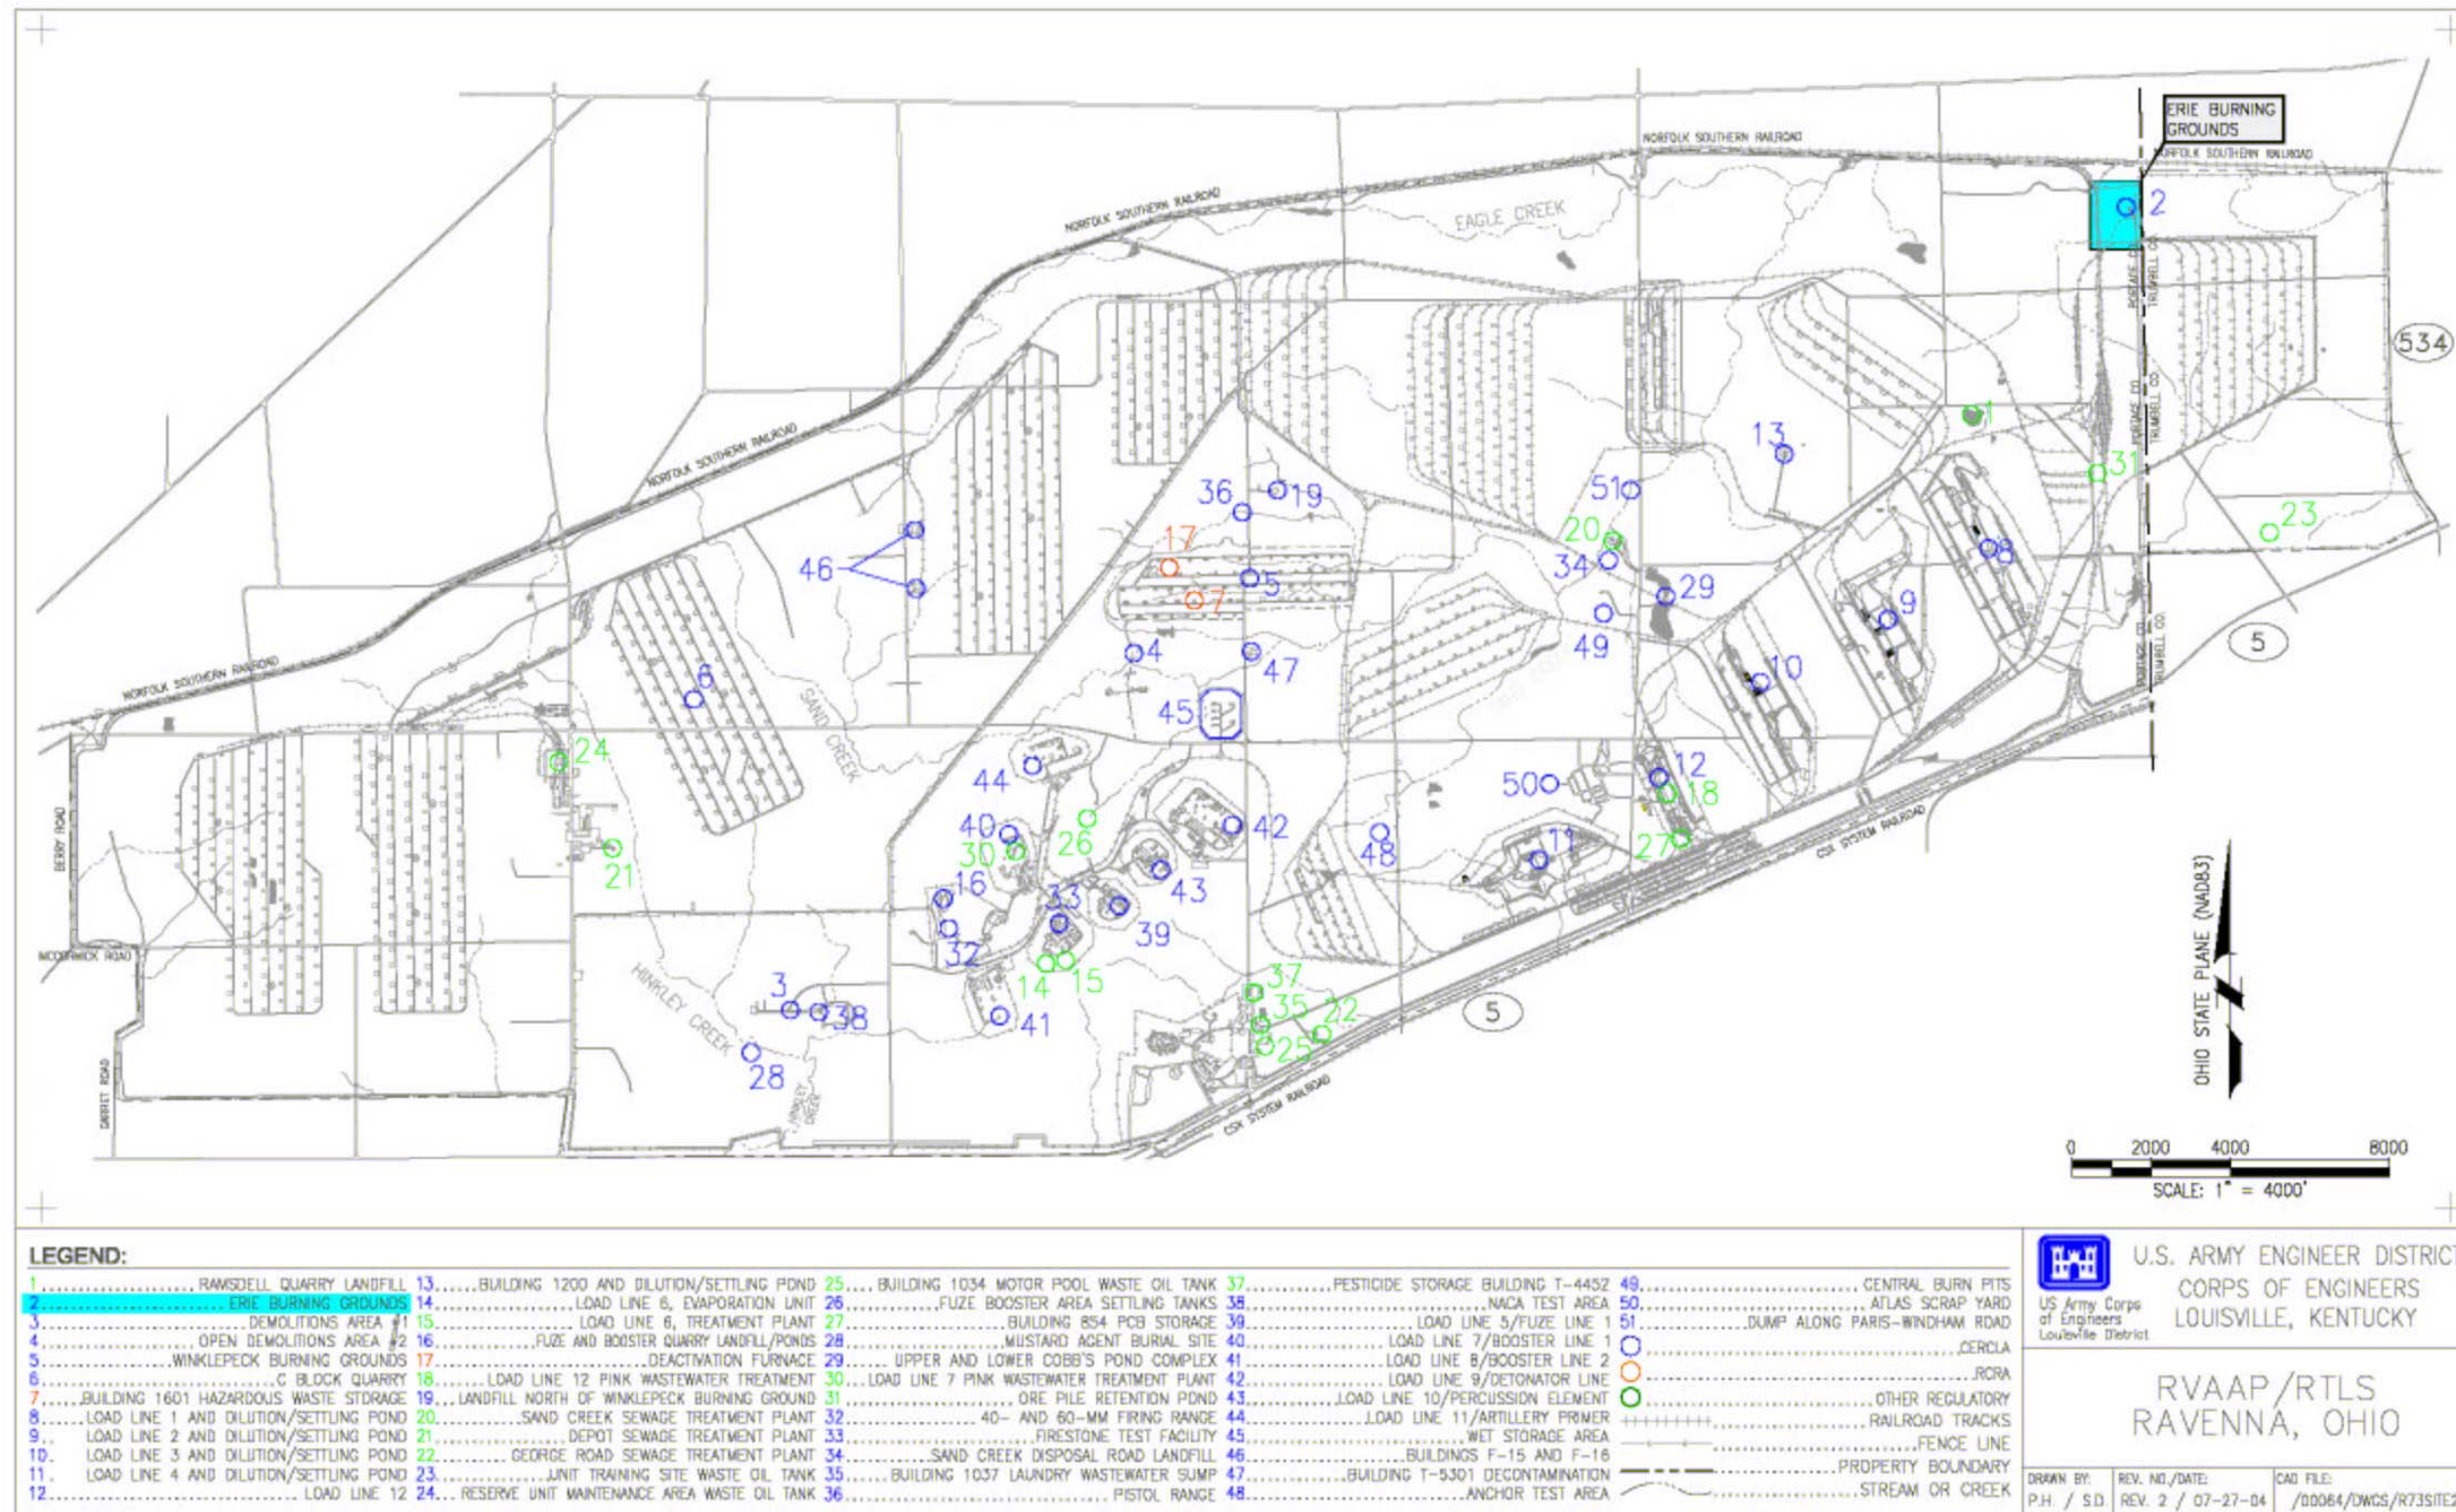 ERIE BURNING
GROUNDS
NORFOLK SOUTHERN RAILROAD
NORFOLK SOUTHERN RAILROAD
NORFOLK SOUTHERN RAILROAD
EAGLE CREEK
2
PORTAGE CO.
TRUMBELL CO.
534
1
PORTAGE CO.
TRUMBELL CO.
13
31
NORFOLK SOUTHERN RAILROAD
36
19
51
23
17
20
46
5
34
8
7
29
9
49
4
47
5
NORFOLK SOUTHERN RAILROAD
6
10
PORTAGE CO.
TRUMBELL CO.
SAND
CREEK
45
24
44
50
12
18
40
26
42
48
11
27
30
21
CSX SYSTEM RAILROAD
BERRY ROAD
16
33
43
39
32
MCCORMICK ROAD
14
15
HINKLEY CREEK
3
38
41
37
35
22
25
5
28
HINKLEY
CREEK
CSX SYSTEM RAILROAD
OHIO STATE PLANE (NAD83)
0 2000 4000 8000
SCALE: 1" = 4000'
LEGEND:
1 RAMSDELL QUARRY LANDFILL
2 ERIE BURNING GROUNDS
3 DEMOLITIONS AREA #1
4 OPEN DEMOLITIONS AREA #2
5 WINKLEPECK BURNING GROUNDS
6 C BLOCK QUARRY
7 BUILDING 1601 HAZARDOUS WASTE STORAGE
8 LOAD LINE 1 AND DILUTION/SETTLING POND
9 LOAD LINE 2 AND DILUTION/SETTLING POND
10 LOAD LINE 3 AND DILUTION/SETTLING POND
11 LOAD LINE 4 AND DILUTION/SETTLING POND
12 LOAD LINE 12
13 BUILDING 1200 AND DILUTION/SETTLING POND
14 LOAD LINE 6, EVAPORATION UNIT
15 LOAD LINE 6, TREATMENT PLANT
16 FUZE AND BOOSTER QUARRY LANDFILL/PONDS
17 DEACTIVATION FURNACE
18 LOAD LINE 12 PINK WASTEWATER TREATMENT
19 LANDFILL NORTH OF WINKLEPECK BURNING GROUND
20 SAND CREEK SEWAGE TREATMENT PLANT
21 DEPOT SEWAGE TREATMENT PLANT
22 GEORGE ROAD SEWAGE TREATMENT PLANT
23 UNIT TRAINING SITE WASTE OIL TANK
24 RESERVE UNIT MAINTENANCE AREA WASTE OIL TANK
25 BUILDING 1034 MOTOR POOL WASTE OIL TANK
26 FUZE BOOSTER AREA SETTLING TANKS
27 BUILDING 854 PCB STORAGE
28 MUSTARD AGENT BURIAL SITE
29 UPPER AND LOWER COBB'S POND COMPLEX
30 LOAD LINE 7 PINK WASTEWATER TREATMENT PLANT
31 ORE PILE RETENTION POND
32 40- AND 60-MM FIRING RANGE
33 FIRESTONE TEST FACILITY
34 SAND CREEK DISPOSAL ROAD LANDFILL
35 BUILDING 1037 LAUNDRY WASTEWATER SUMP
36 PISTOL RANGE
37 PESTICIDE STORAGE BUILDING T-4452
38 NACA TEST AREA
39 LOAD LINE 5/FUZE LINE 1
40 LOAD LINE 7/BOOSTER LINE 1
41 LOAD LINE 8/BOOSTER LINE 2
42 LOAD LINE 9/DETONATOR LINE
43 LOAD LINE 10/PERCUSSION ELEMENT
44 LOAD LINE 11/ARTILLERY PRIMER
45 WET STORAGE AREA
46 BUILDINGS F-15 AND F-16
47 BUILDING T-5301 DECONTAMINATION
48 ANCHOR TEST AREA
49 CENTRAL BURN PITS
50 ATLAS SCRAP YARD
51 DUMP ALONG PARIS-WINDHAM ROAD
CERCLA
RCRA
OTHER REGULATORY
RAILROAD TRACKS
FENCE LINE
PROPERTY BOUNDARY
STREAM OR CREEK
US Army Corps
of Engineers
Louisville District
U.S. ARMY ENGINEER DISTRICT
CORPS OF ENGINEERS
LOUISVILLE, KENTUCKY
RVAAP/RTLS
RAVENNA, OHIO
DRAWN BY:
P.H. / S.D.
REV. NO./DATE:
REV. 2 / 07-27-04
CAD FILE: